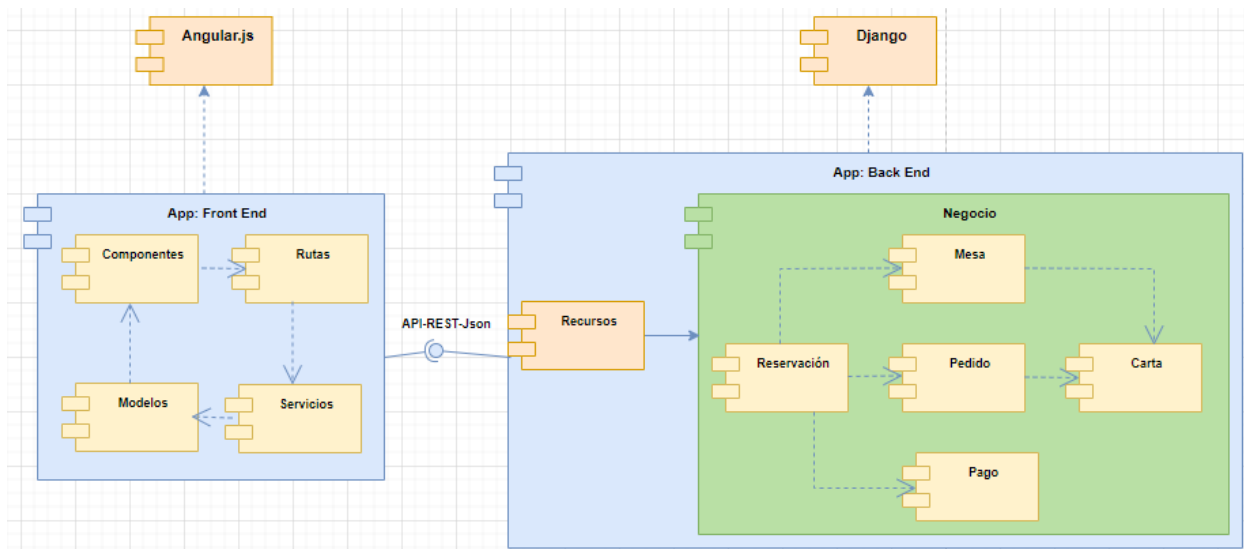 Angular.js
Django
App: Front End
Componentes
Rutas
Modelos
Servicios
API-REST-Json
App: Back End
Recursos
Negocio
Mesa
Reservación
Pedido
Carta
Pago